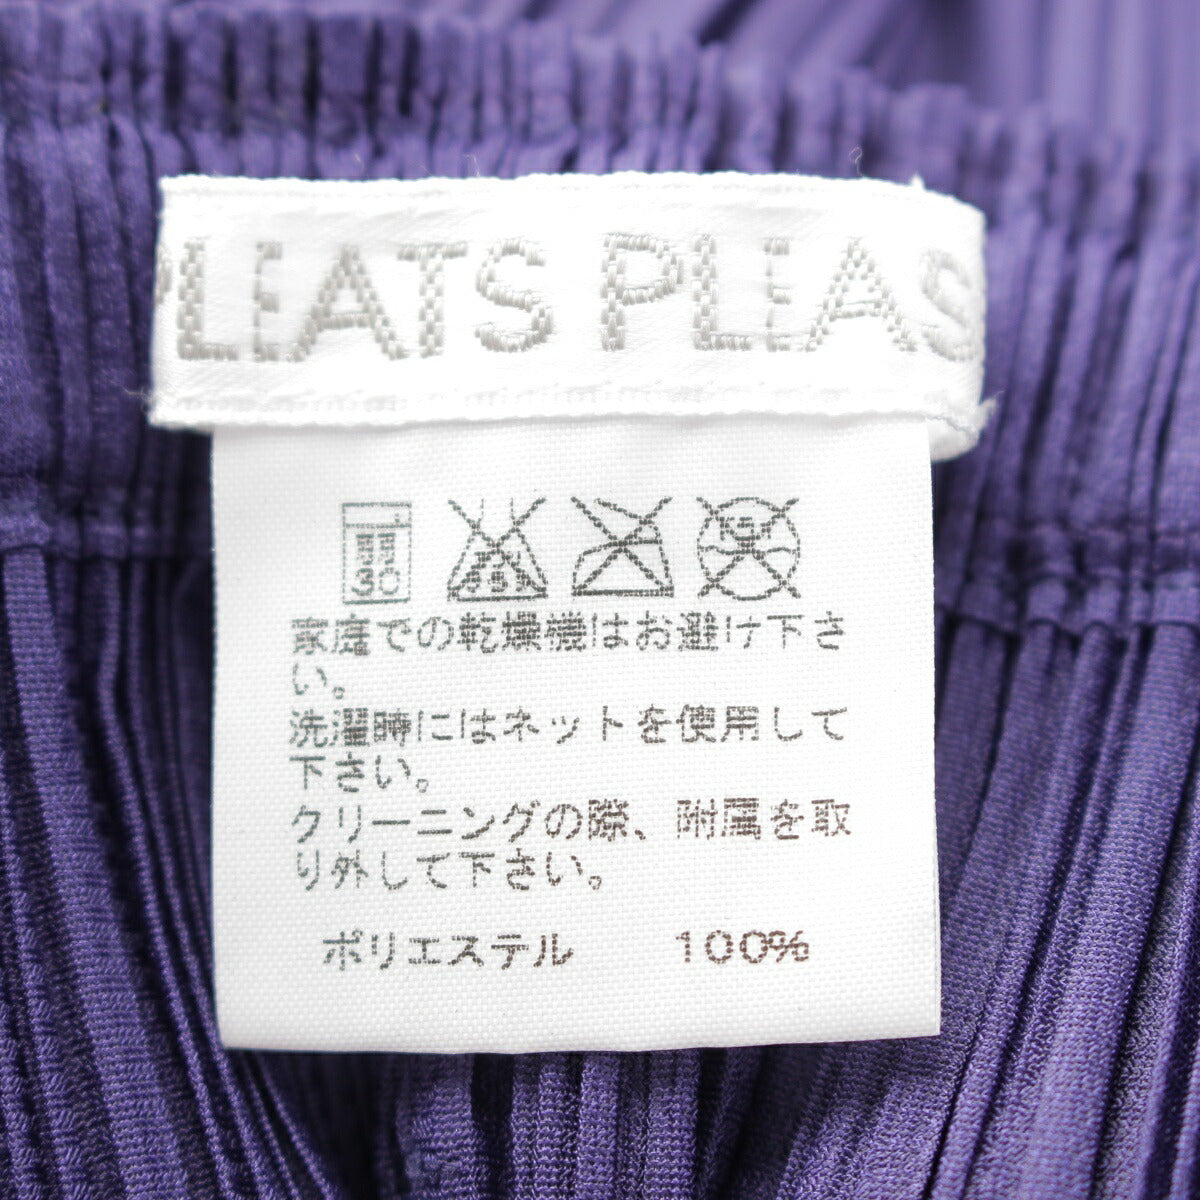 PLEATS PLEAS
30
家庭での乾燥機はお避け下さ
い。
洗濯時にはネットを使用して
下さい。
クリーニングの際、附属を取
り外して下さい。
ポリエステル 100%